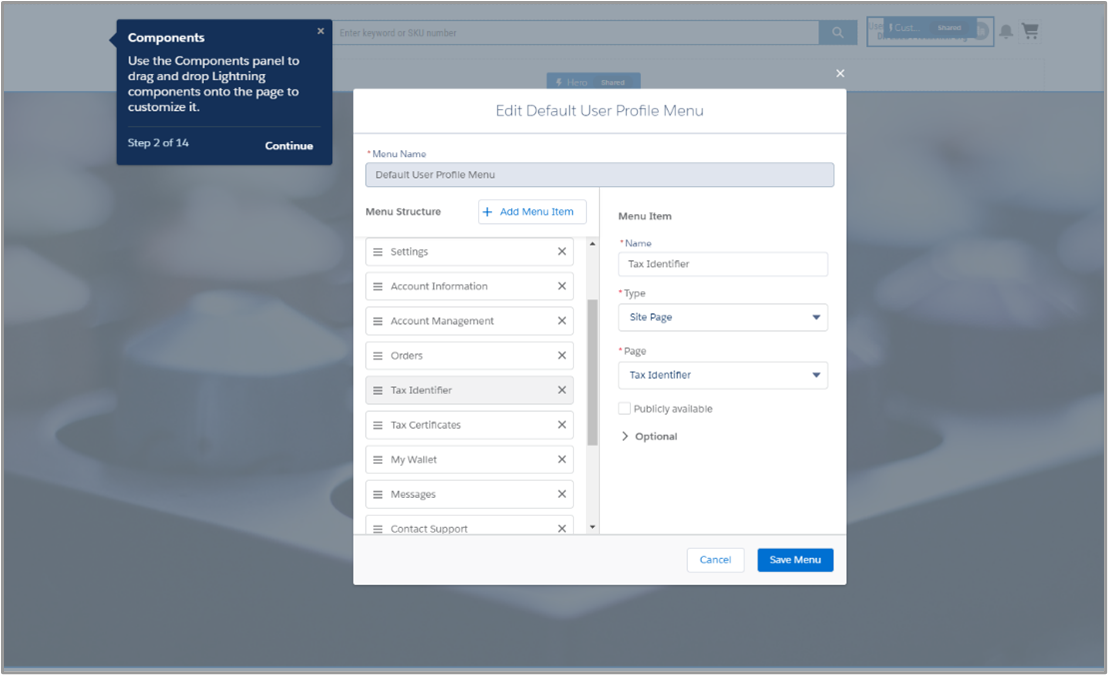 Components
Use the Components panel to
drag and drop Lightning
components onto the page to
customize it.
Step 2 of 14
Continue
Enter keyword or SKU number
Cust...
Shared
Hero
Shared
Edit Default User Profile Menu
*Menu Name
Default User Profile Menu
Menu Structure
+ Add Menu Item
Settings
Account Information
Account Management
Orders
Tax Identifier
Tax Certificates
My Wallet
Messages
Contact Support
Menu Item
*Name
Tax Identifier
*Type
Site Page
*Page
Tax Identifier
Publicly available
Optional
Cancel
Save Menu